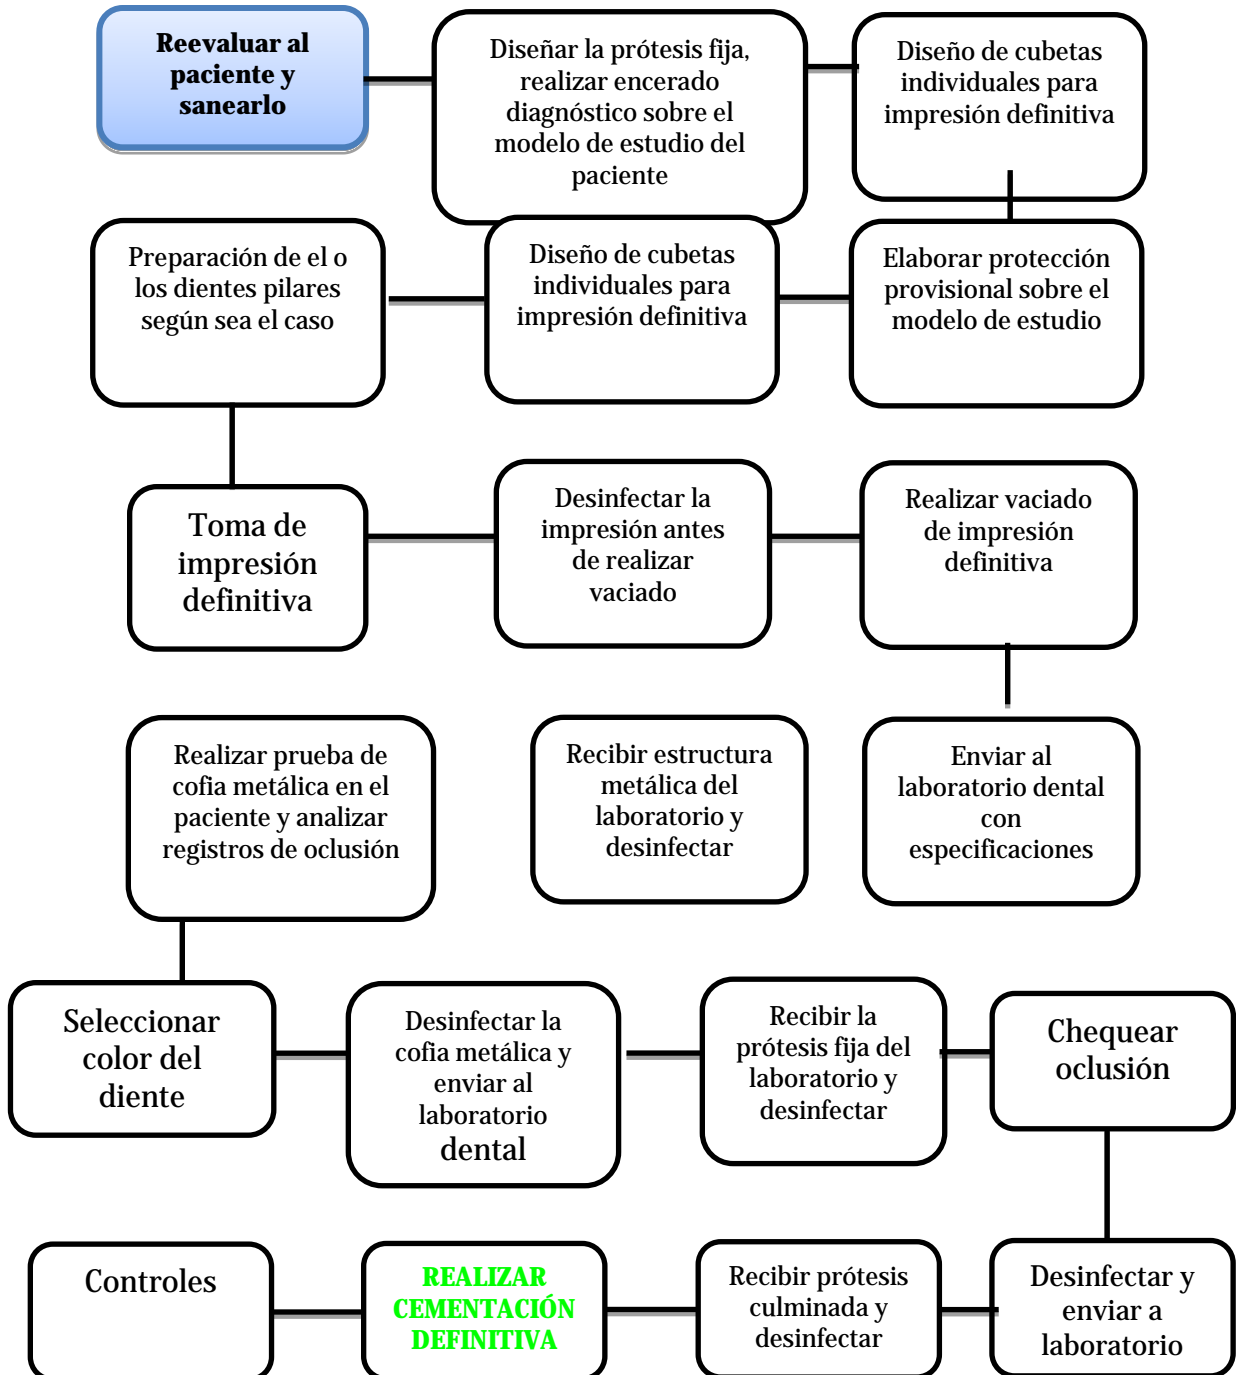 Reevaluar al
paciente y
sanearlo
Diseñar la prótesis fija,
realizar encerado
diagnóstico sobre el
modelo de estudio del
paciente
Diseño de cubetas
individuales para
impresión definitiva
Elaborar protección
provisional sobre el
modelo de estudio
Diseño de cubetas
individuales para
impresión definitiva
Preparación de el o
los dientes pilares
según sea el caso
Toma de
impresión
definitiva
Desinfectar la
impresión antes
de realizar
vaciado
Realizar vaciado
de impresión
definitiva
Enviar al
laboratorio dental
con
especificaciones
Recibir estructura
metálica del
laboratorio y
desinfectar
Realizar prueba de
cofia metálica en el
paciente y analizar
registros de oclusión
Seleccionar
color del
diente
Desinfectar la
cofia metálica y
enviar al
laboratorio
dental
Recibir la
prótesis fija del
laboratorio y
desinfectar
Chequear
oclusión
Desinfectar y
enviar a
laboratorio
Recibir prótesis
culminada y
desinfectar
REALIZAR
CEMENTACIÓN
DEFINITIVA
Controles